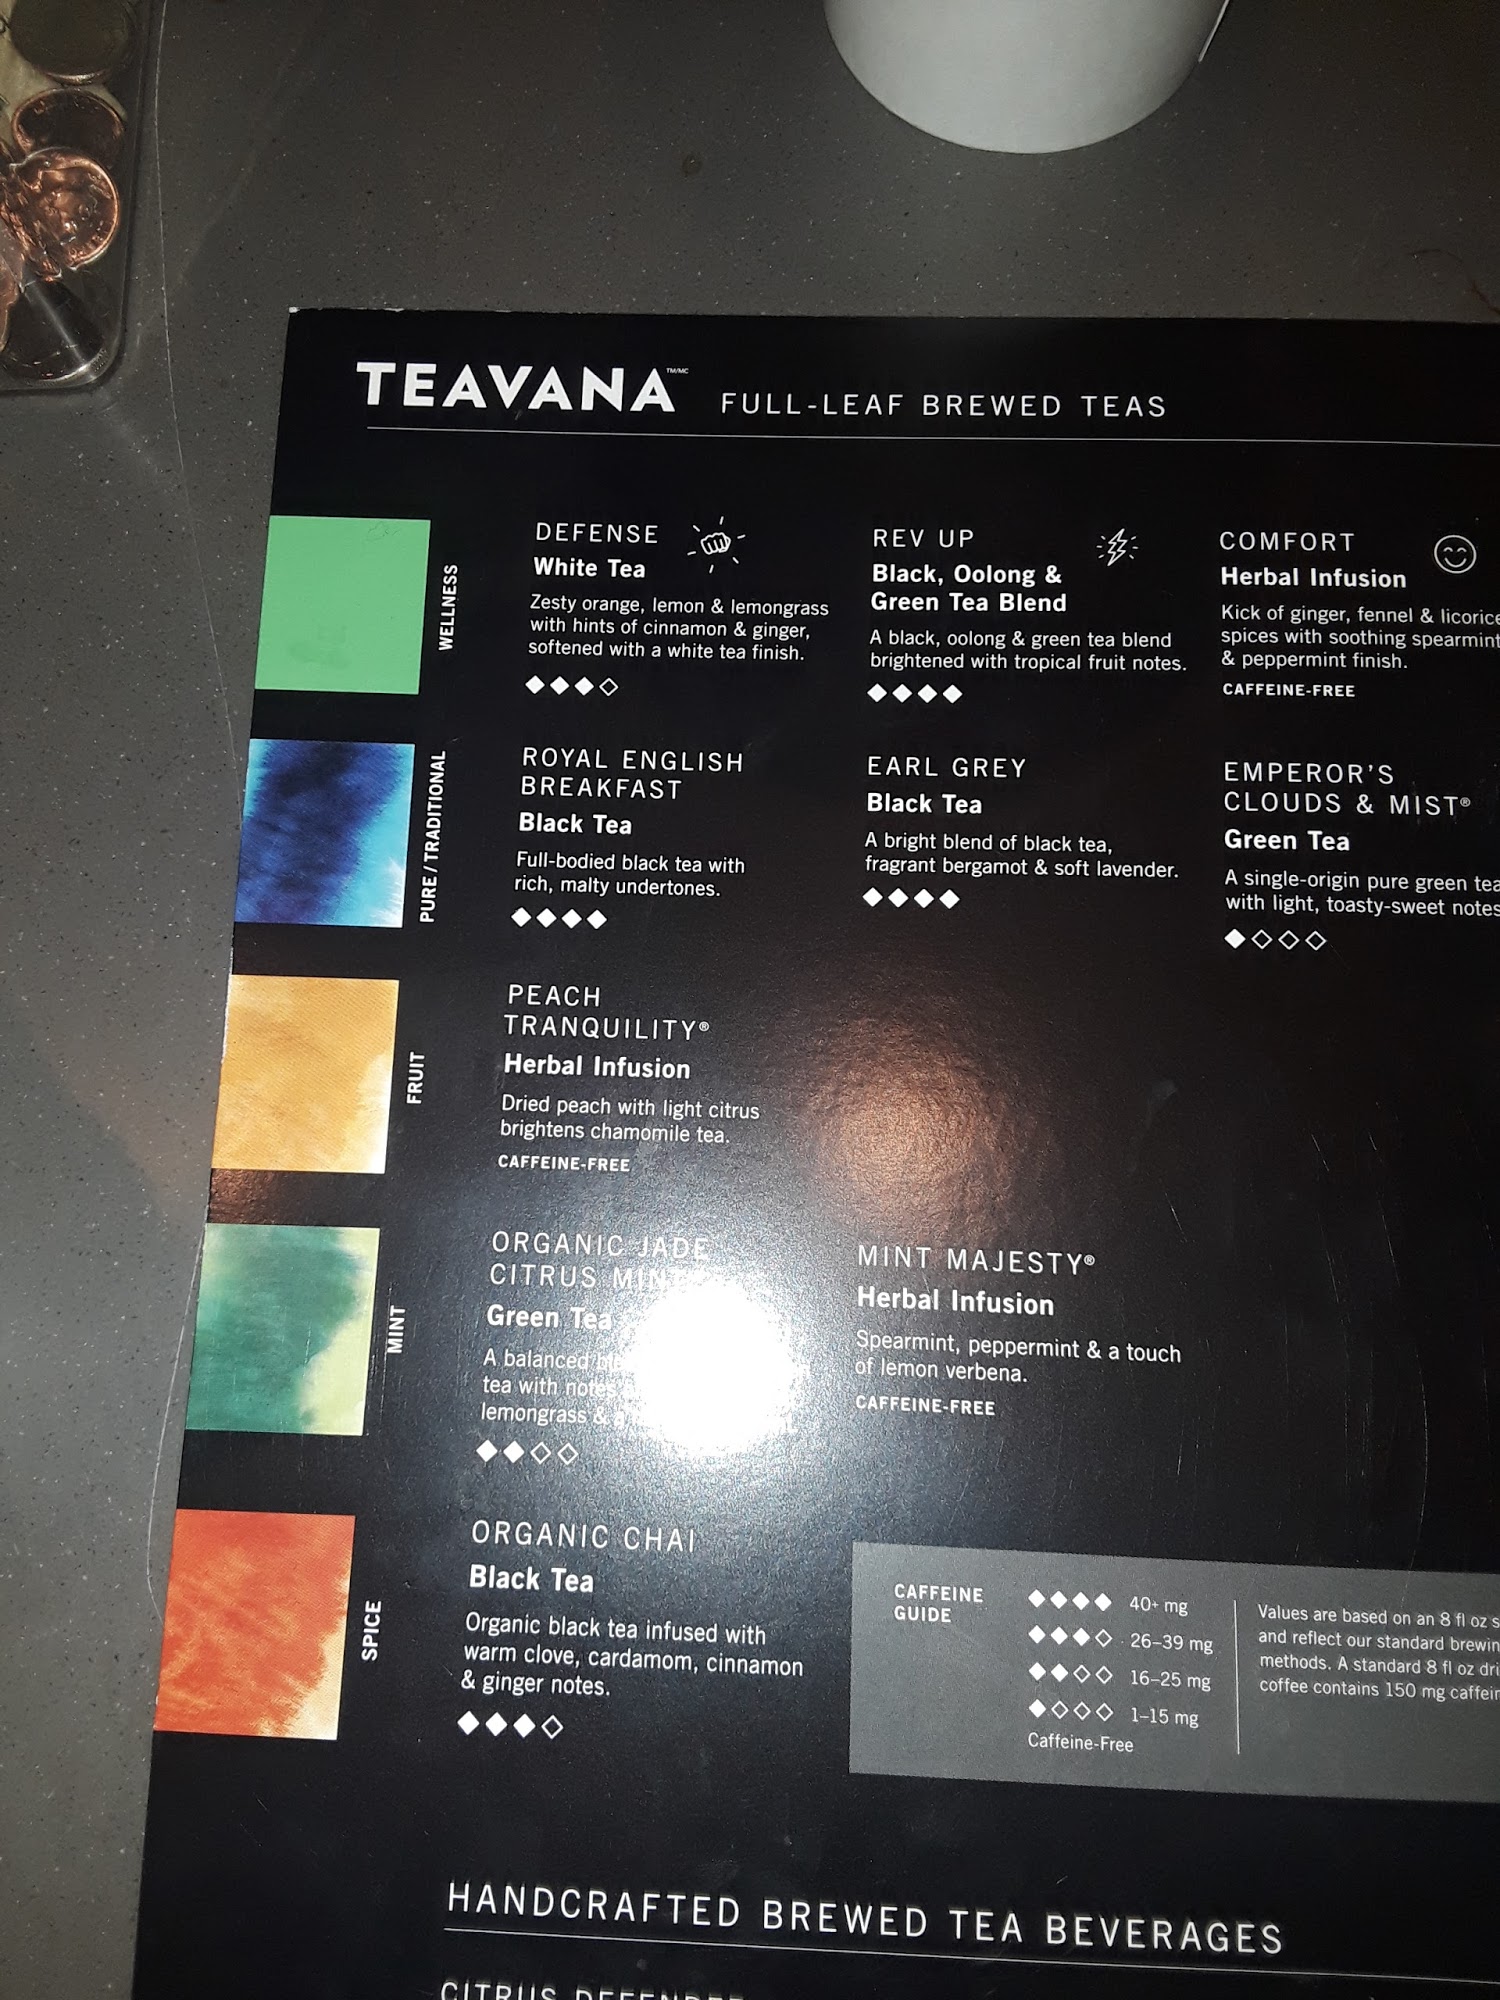 TEAVANA™/MC FULL-LEAF BREWED TEAS
WELLNESS
DEFENSE
White Tea
Zesty orange, lemon & lemongrass
with hints of cinnamon & ginger,
softened with a white tea finish.
REV UP
Black, Oolong &
Green Tea Blend
A black, oolong & green tea blend
brightened with tropical fruit notes.
COMFORT
Herbal Infusion
Kick of ginger, fennel & licorice
spices with soothing spearmint
& peppermint finish.
CAFFEINE-FREE
PURE / TRADITIONAL
ROYAL ENGLISH
BREAKFAST
Black Tea
Full-bodied black tea with
rich, malty undertones.
EARL GREY
Black Tea
A bright blend of black tea,
fragrant bergamot & soft lavender.
EMPEROR'S
CLOUDS & MIST®
Green Tea
A single-origin pure green tea
with light, toasty-sweet notes
FRUIT
PEACH
TRANQUILITY®
Herbal Infusion
Dried peach with light citrus
brightens chamomile tea.
CAFFEINE-FREE
MINT
ORGANIC JADE
CITRUS MINT
Green Tea
A balanced
tea with notes
lemongrass &
MINT MAJESTY®
Herbal Infusion
Spearmint, peppermint & a touch
of lemon verbena.
CAFFEINE-FREE
SPICE
ORGANIC CHAI
Black Tea
Organic black tea infused with
warm clove, cardamom, cinnamon
& ginger notes.
CAFFEINE
GUIDE
40+ mg
26–39 mg
16–25 mg
1–15 mg
Caffeine-Free
Values are based on an 8 fl oz
and reflect our standard
methods. A standard 8 fl oz
coffee contains 150 mg
HANDCRAFTED BREWED TEA BEVERAGES
CITRUS DEFENDER